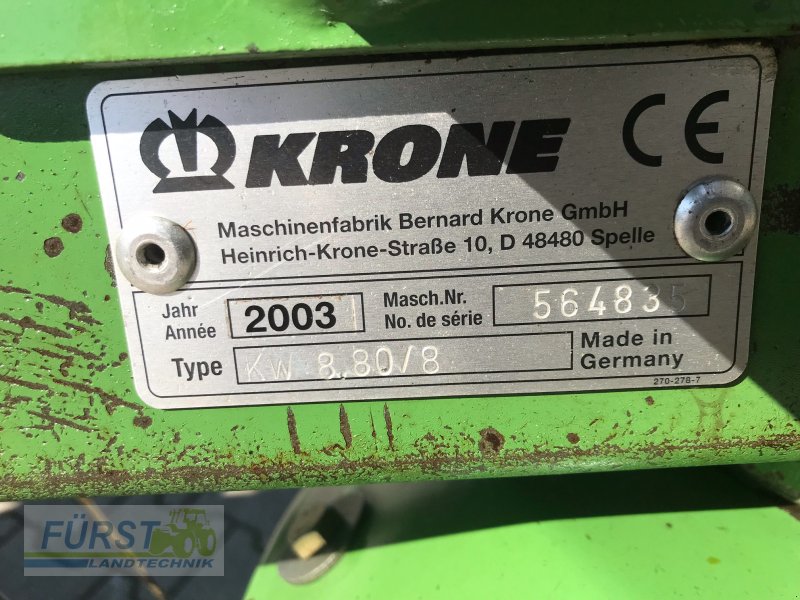 KRONE CE
Maschinenfabrik Bernard Krone GmbH
Heinrich-Krone-Straße 10, D 48480 Spelle
Jahr
Année
2003
Masch.Nr.
No. de série
564835
Type
KW 8.80/8
Made in
Germany
270-278-7
FÜRST
LANDTECHNIK